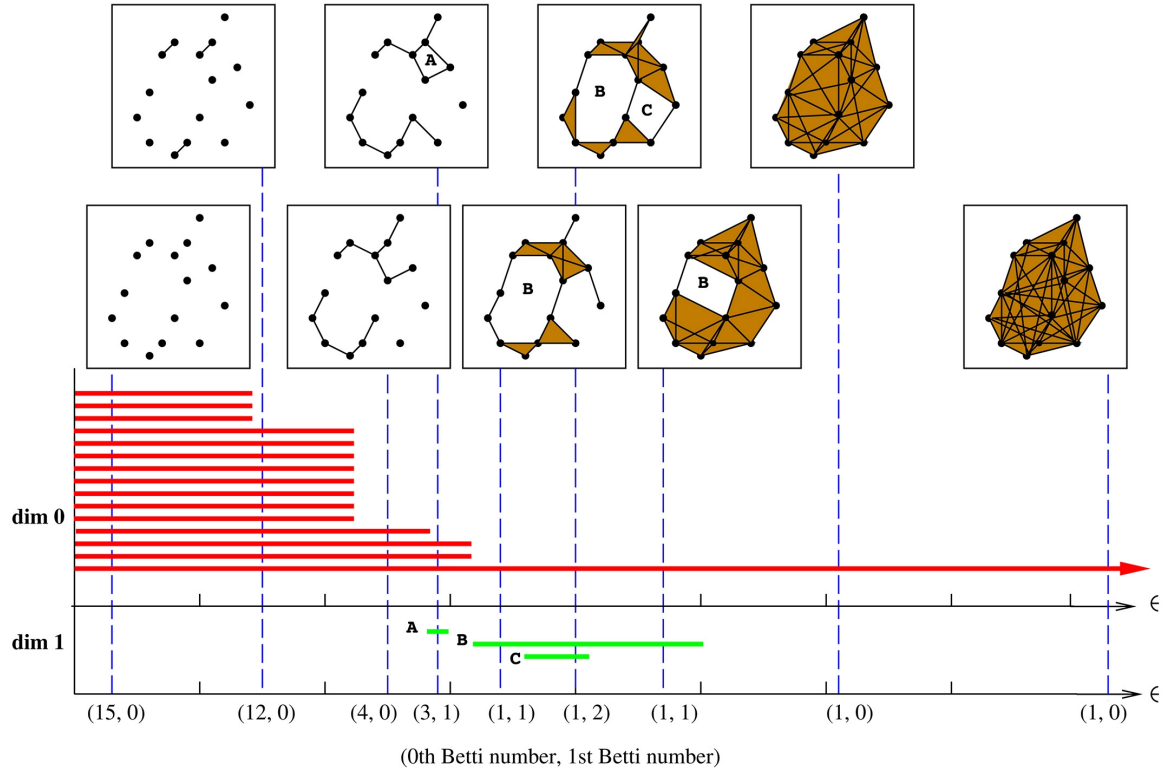 A
B
C
B
B
dim 0
ϵ
dim 1
A
B
C
ϵ
(15, 0) (12, 0) (4, 0) (3, 1) (1, 1) (1, 2) (1, 1) (1, 0) (1, 0)
(0th Betti number, 1st Betti number)